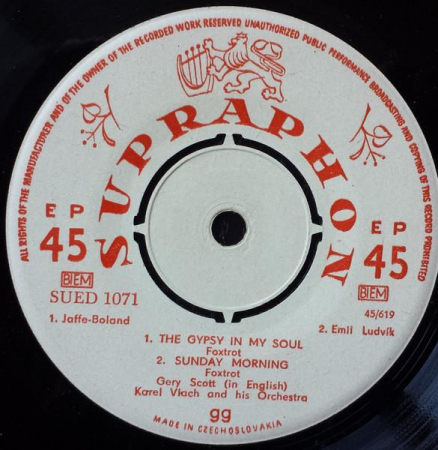 ALL RIGHTS OF THE MANUFACTURER AND OF THE OWNER OF THE RECORDED WORK RESERVED UNAUTHORIZED PUBLIC PERFORMANCE BROADCASTING AND COPYING OF THIS RECORD PROHIBITED
SUPRAPHON
EP
45
BIEM
SUED 1071
EP
45
BIEM
45/619
1. Jaffe-Boland
2. Emil Ludvík
1. THE GYPSY IN MY SOUL
Foxtrot
2. SUNDAY MORNING
Foxtrot
Gery Scott (in English)
Karel Vlach and his Orchestra
gg
MADE IN CZECHOSLOVAKIA